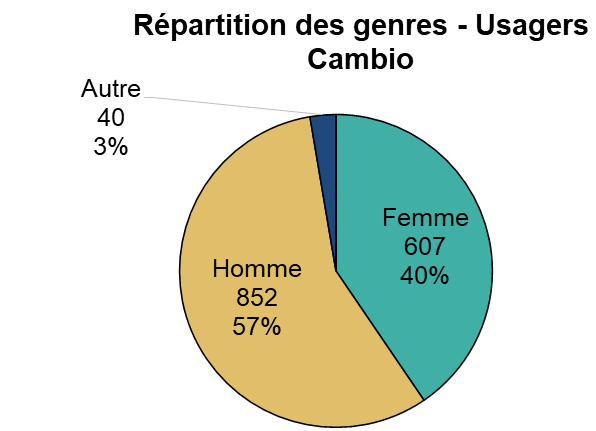 Répartition des genres - Usagers
Cambio
Autre
40
3%
Femme
607
40%
Homme
852
57%